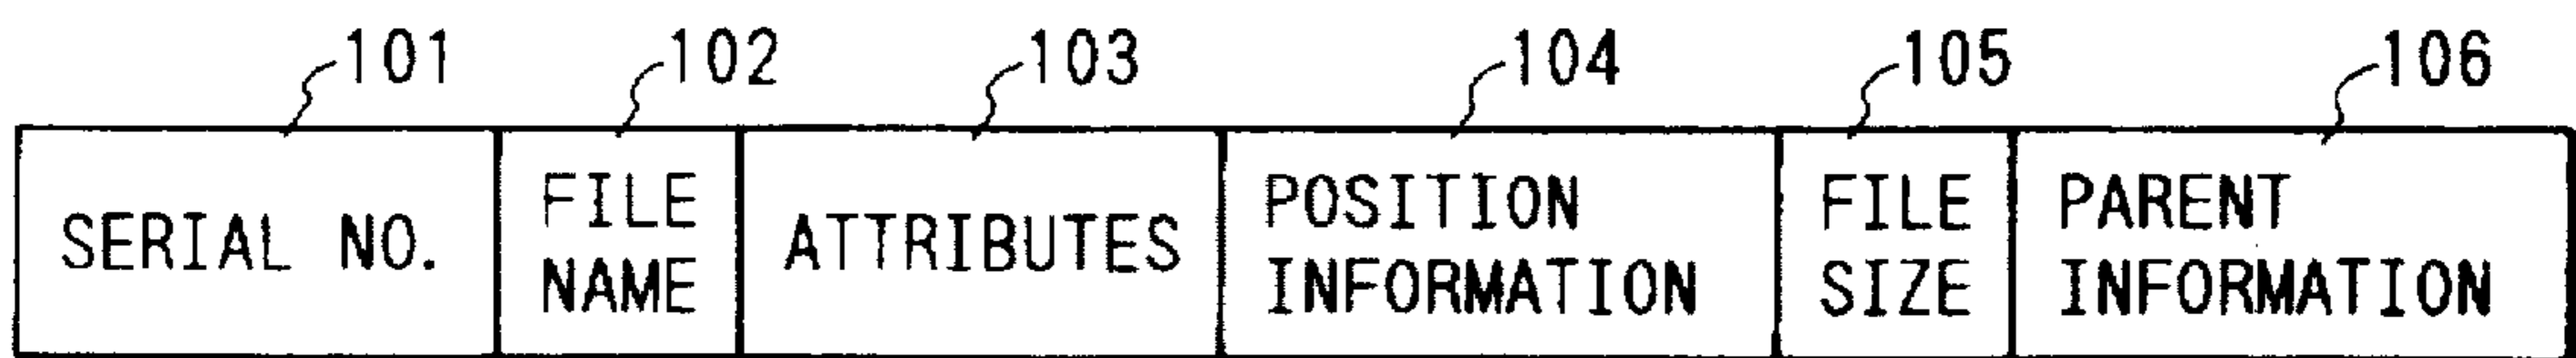 101 102 103 104 105 106
SERIAL NO.
FILE
NAME
ATTRIBUTES
POSITION
INFORMATION
FILE
SIZE
PARENT
INFORMATION